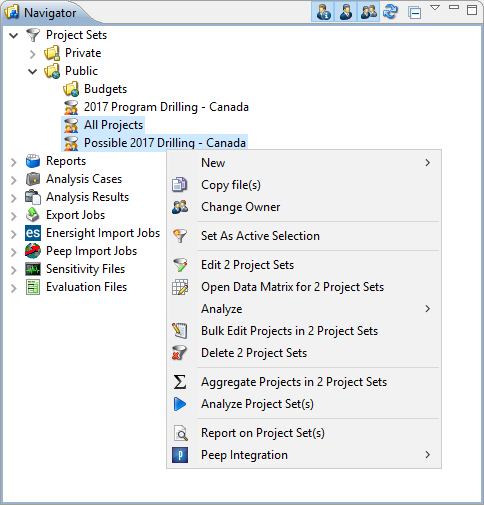 Navigator
Project Sets
Private
Public
Budgets
2017 Program Drilling - Canada
All Projects
Possible 2017 Drilling - Canada
Reports
Analysis Cases
Analysis Results
Export Jobs
es Enersight Import Jobs
Peep Import Jobs
Sensitivity Files
Evaluation Files
New
Copy file(s)
Change Owner
Set As Active Selection
Edit 2 Project Sets
Open Data Matrix for 2 Project Sets
Analyze
Bulk Edit Projects in 2 Project Sets
Delete 2 Project Sets
Σ Aggregate Projects in 2 Project Sets
Analyze Project Set(s)
Report on Project Set(s)
p Peep Integration